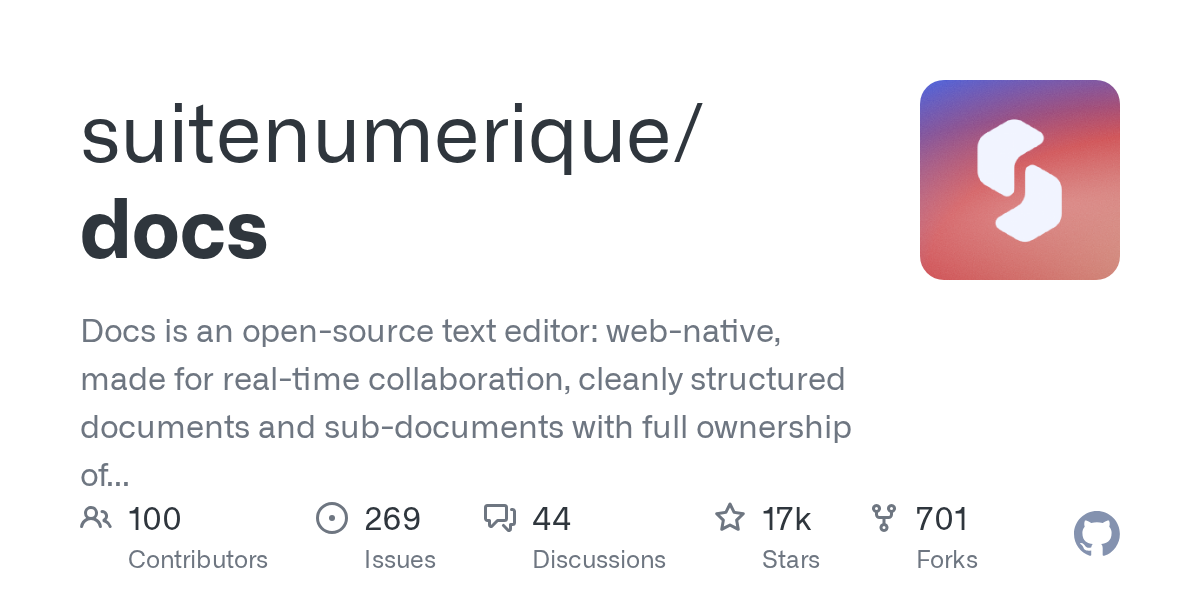 suitenumerique/
docs
Docs is an open-source text editor: web-native,
made for real-time collaboration, cleanly structured
documents and sub-documents with full ownership
of...
100 269 44 17k 701
Contributors Issues Discussions Stars Forks